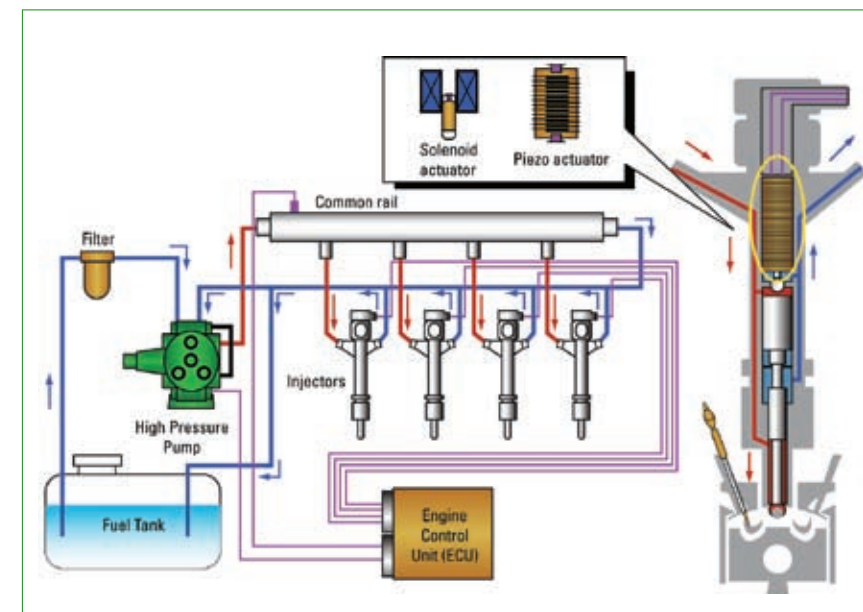 Solenoid
actuator
Piezo actuator
Common rail
Filter
Injectors
High Pressure
Pump
Fuel Tank
Engine
Control
Unit (ECU)